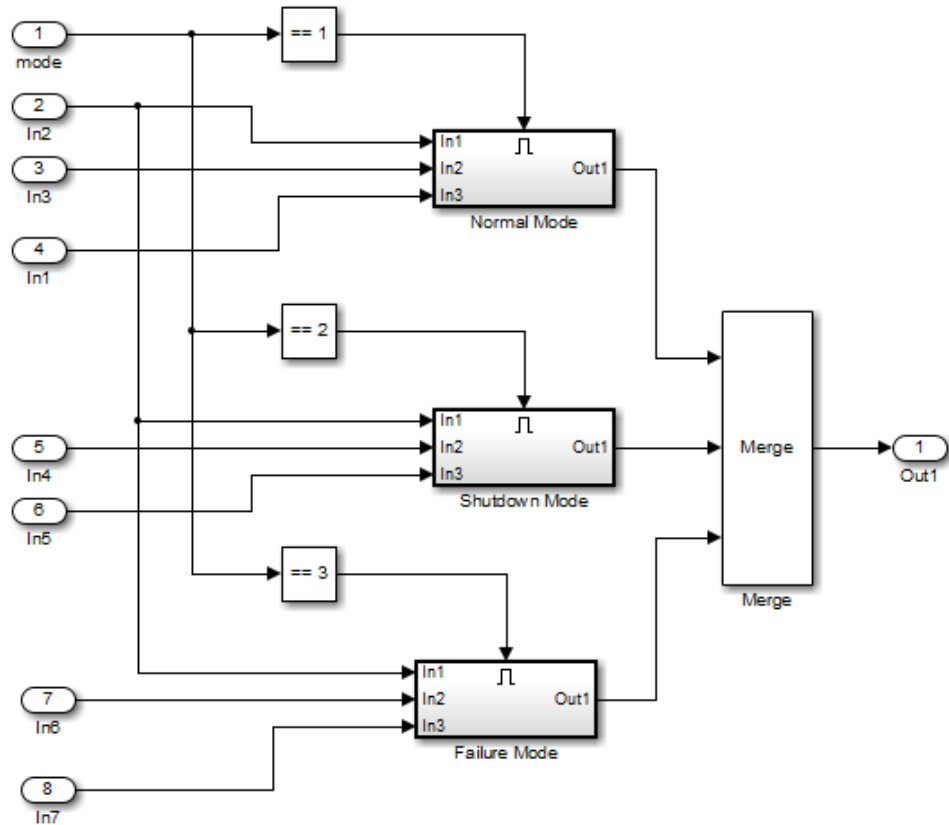 1
== 1
mode
2
In2
In1
3
In2
Out1
In3
In3
Normal Mode
4
In1
== 2
In1
5
In2
Out1
Merge
1
In4
In3
Out1
6
Shutdown Mode
In5
== 3
Merge
In1
7
In2
Out1
In6
In3
Failure Mode
8
In7